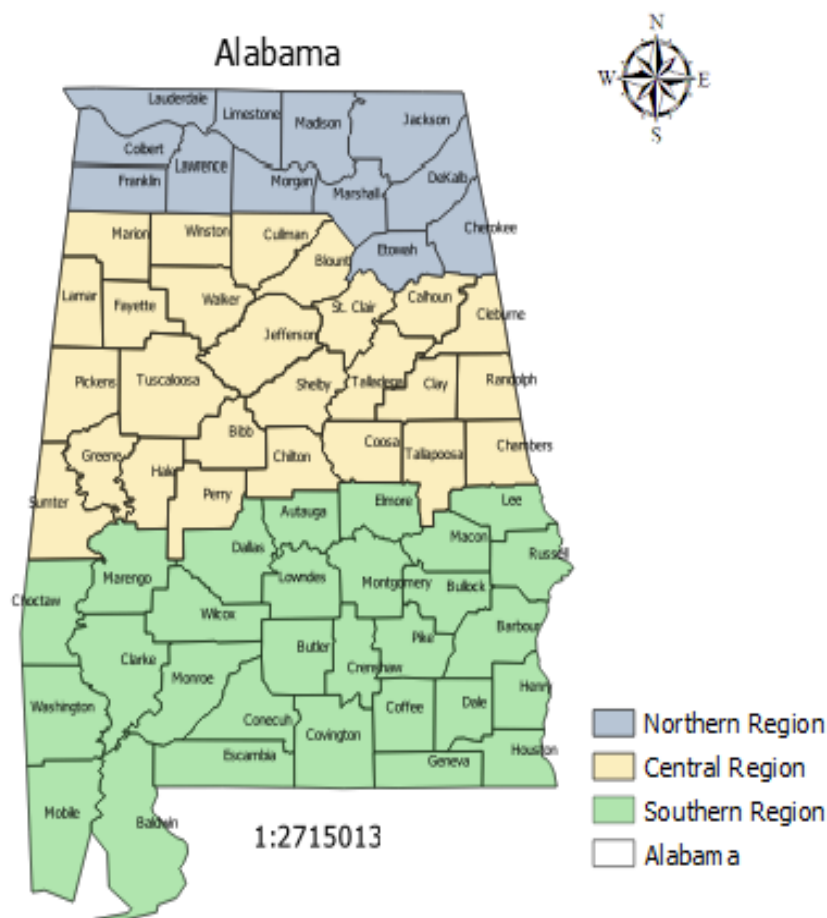 Alabama
N
W E
S
Lauderdale
Limestone
Madison
Jackson
Colbert
Lawrence
Franklin
Morgan
Marshall
DeKalb
Cherokee
Etowah
Marion
Winston
Cullman
Blount
Lamar
Fayette
Walker
St. Clair
Calhoun
Cleburne
Jefferson
Pickens
Tuscaloosa
Shelby
Talladega
Clay
Randolph
Greene
Hale
Bibb
Chilton
Coosa
Tallapoosa
Chambers
Sumter
Perry
Autauga
Elmore
Lee
Dallas
Macon
Russell
Choctaw
Marengo
Lowndes
Montgomery
Bullock
Wilcox
Clarke
Butler
Crenshaw
Pike
Barbour
Monroe
Washington
Conecuh
Covington
Coffee
Dale
Henry
Escambia
Geneva
Houston
Mobile
Baldwin
1:2715013
Northern Region
Central Region
Southern Region
Alabama